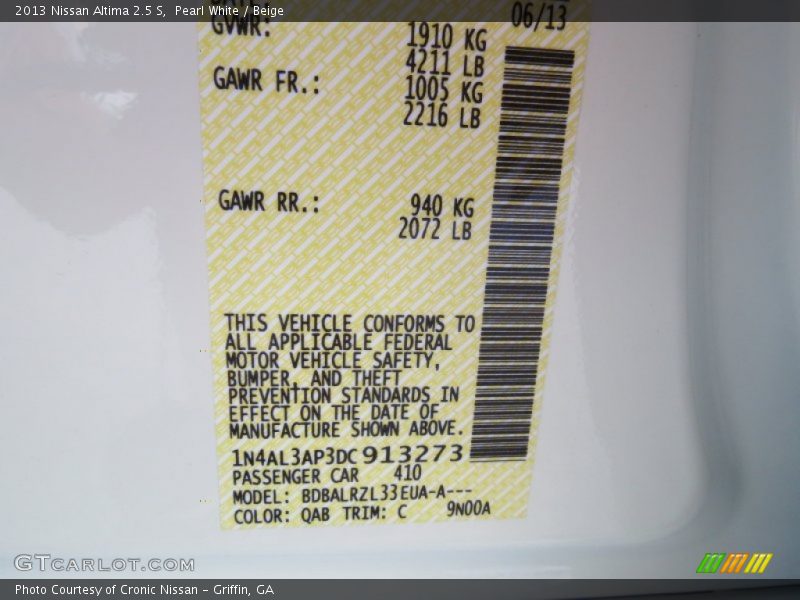 2013 Nissan Altima 2.5 S, Pearl White / Beige
06/13
GVWR: 1910 KG
4211 LB
GAWR FR.: 1005 KG
2216 LB
GAWR RR.: 940 KG
2072 LB
THIS VEHICLE CONFORMS TO
ALL APPLICABLE FEDERAL
MOTOR VEHICLE SAFETY,
BUMPER, AND THEFT
PREVENTION STANDARDS IN
EFFECT ON THE DATE OF
MANUFACTURE SHOWN ABOVE.
1N4AL3AP3DC913273
PASSENGER CAR 410
MODEL: BDBALRZL33EUA-A---
COLOR: QAB TRIM: C 9N00A
GTCARLOT.COM
Photo Courtesy of Cronic Nissan - Griffin, GA